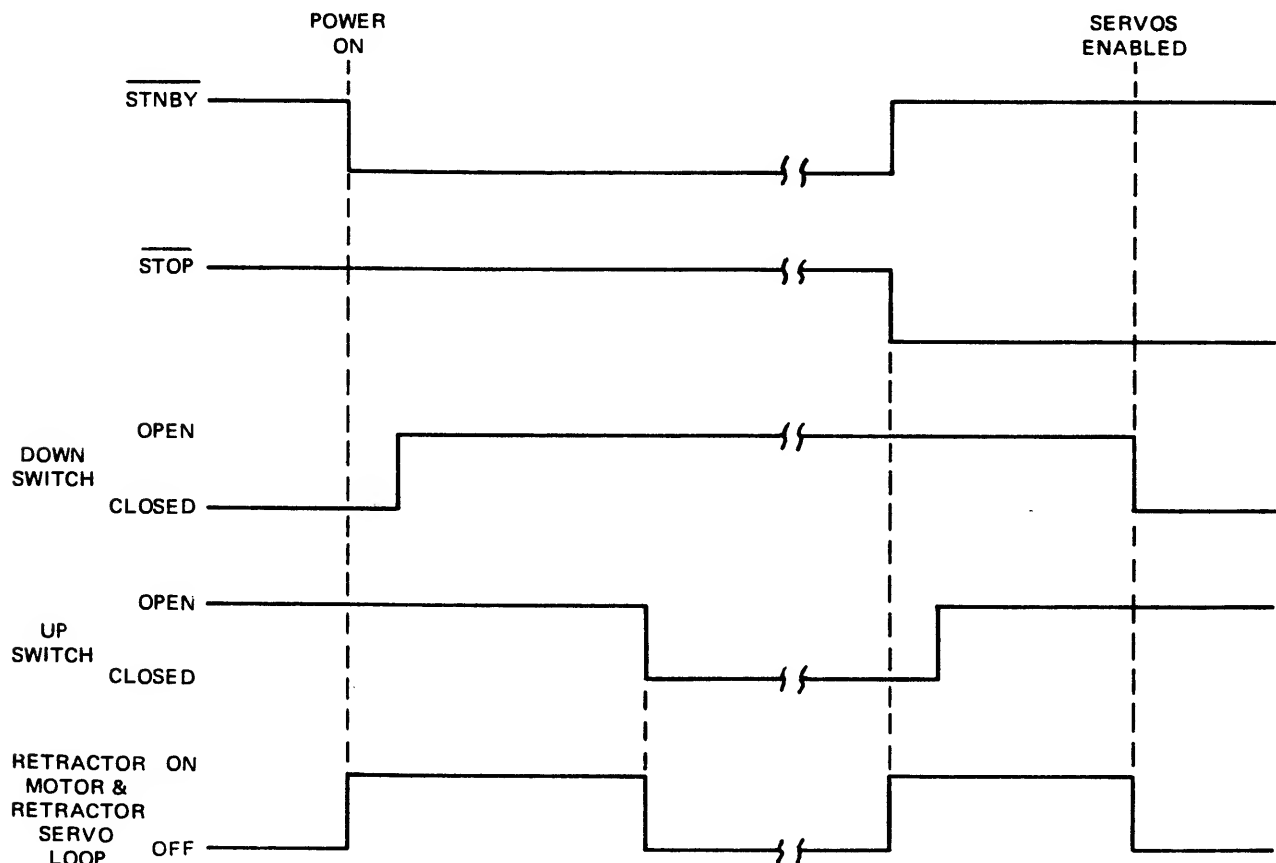 POWER
ON
SERVOS
ENABLED
STNBY
STOP
OPEN
DOWN
SWITCH
CLOSED
OPEN
UP
SWITCH
CLOSED
RETRACTOR ON
MOTOR &
RETRACTOR
SERVO
LOOP OFF